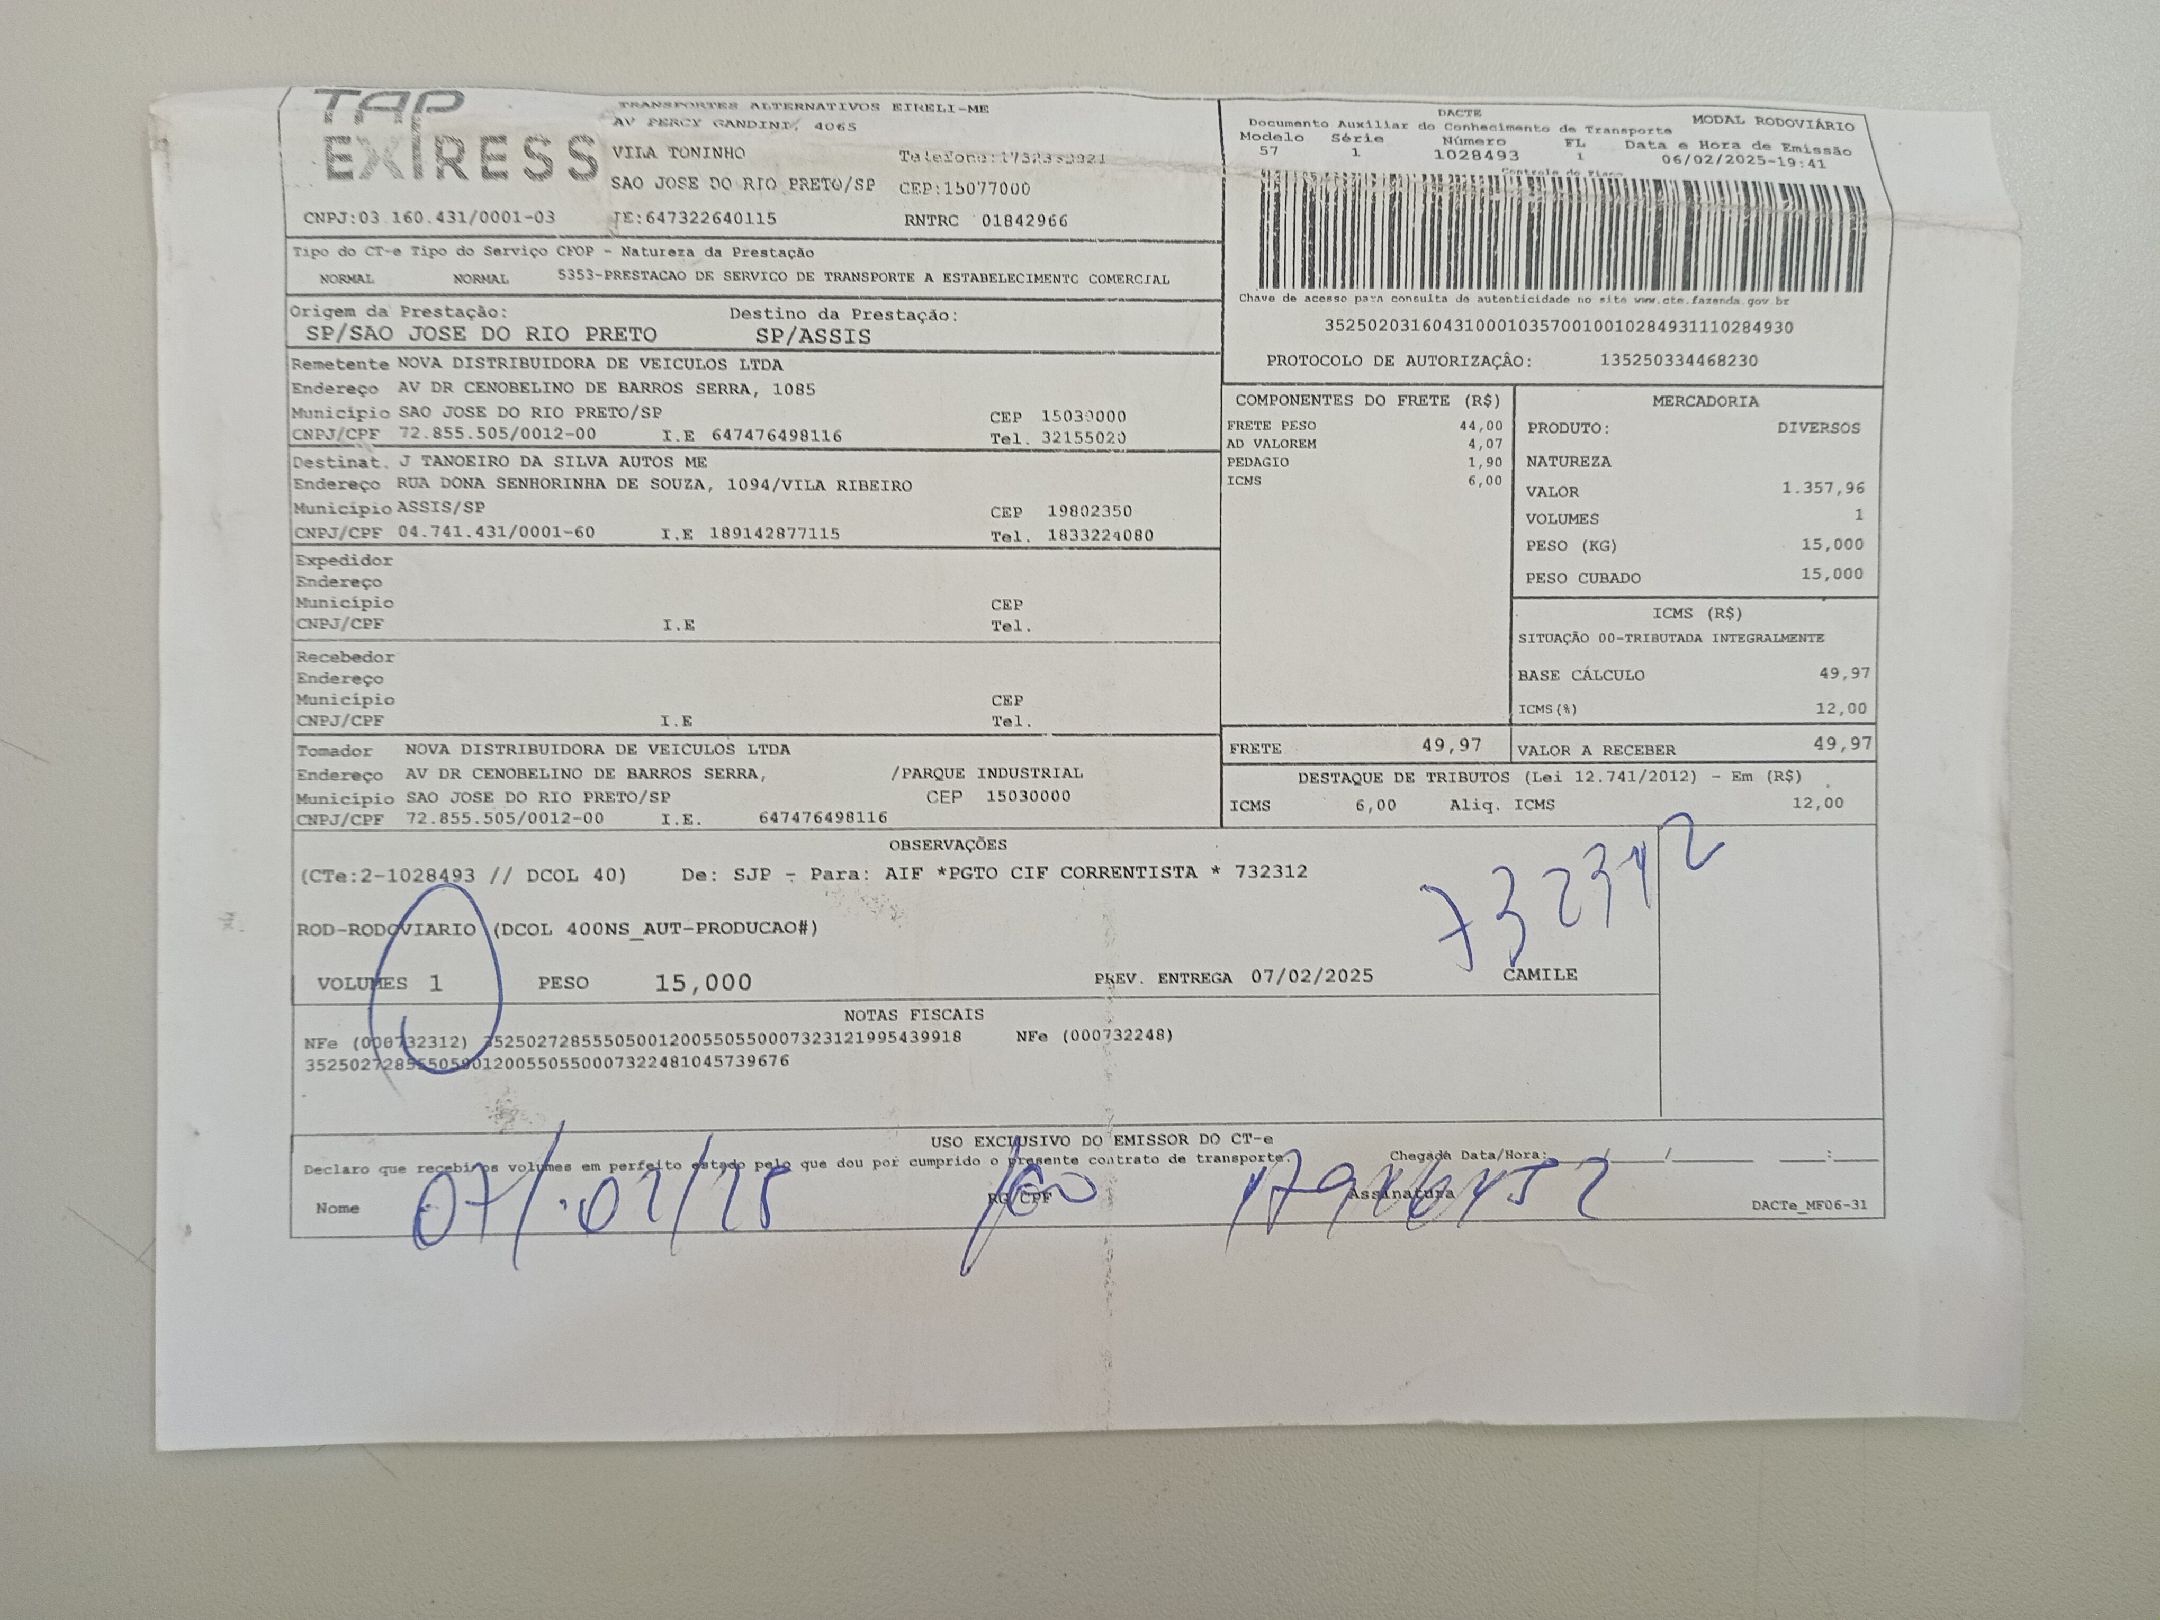 TAP
EXPRESS
TRANSPORTES ALTERNATIVOS EIRELI-ME
AV PERCY GANDINI, 4065
VILA TONINHO
SAO JOSE DO RIO PRETO/SP CEP:15077000
CNPJ:03.160.431/0001-03 IE:647322640115 RNTRC 01842966
DACTE MODAL RODOVIÁRIO
Documento Auxiliar do Conhecimento de Transporte
Modelo Série Número FL Data e Hora de Emissão
57 1 1028493 1 06/02/2025-19:41
Controle do Fisco
Chave de acesso para consulta de autenticidade no site www.cte.fazenda.gov.br
35250203160431000103570010010284931110284930
PROTOCOLO DE AUTORIZAÇÂO: 135250334468230
Tipo do CT-e Tipo do Serviço CFOP - Natureza da Prestação
NORMAL NORMAL 5353-PRESTACAO DE SERVICO DE TRANSPORTE A ESTABELECIMENTO COMERCIAL
Origem da Prestação: Destino da Prestação:
SP/SAO JOSE DO RIO PRETO SP/ASSIS
Remetente NOVA DISTRIBUIDORA DE VEICULOS LTDA
Endereço AV DR CENOBELINO DE BARROS SERRA, 1085
Município SAO JOSE DO RIO PRETO/SP CEP 15030000
CNPJ/CPF 72.855.505/0012-00 I.E 647476498116 Tel. 32155020
Destinat. J TANOEIRO DA SILVA AUTOS ME
Endereço RUA DONA SENHORINHA DE SOUZA, 1094/VILA RIBEIRO
Município ASSIS/SP CEP 19802350
CNPJ/CPF 04.741.431/0001-60 I.E 189142877115 Tel. 1833224080
Expedidor
Endereço
Município CEP
CNPJ/CPF I.E Tel.
Recebedor
Endereço
Município CEP
CNPJ/CPF I.E Tel.
Tomador NOVA DISTRIBUIDORA DE VEICULOS LTDA
Endereço AV DR CENOBELINO DE BARROS SERRA, /PARQUE INDUSTRIAL
Município SAO JOSE DO RIO PRETO/SP CEP 15030000
CNPJ/CPF 72.855.505/0012-00 I.E. 647476498116
COMPONENTES DO FRETE (R$)
FRETE PESO 44,00
AD VALOREM 4,07
PEDAGIO 1,90
ICMS 6,00
FRETE 49,97
MERCADORIA
PRODUTO: DIVERSOS
NATUREZA
VALOR 1.357,96
VOLUMES 1
PESO (KG) 15,000
PESO CUBADO 15,000
ICMS (R$)
SITUAÇÃO 00-TRIBUTADA INTEGRALMENTE
BASE CÁLCULO 49,97
ICMS(%) 12,00
VALOR A RECEBER 49,97
DESTAQUE DE TRIBUTOS (Lei 12.741/2012) - Em (R$)
ICMS 6,00 Aliq. ICMS 12,00
OBSERVAÇÕES
(CTe:2-1028493 // DCOL 40) De: SJP - Para: AIF *PGTO CIF CORRENTISTA * 732312
732312
ROD-RODOVIARIO (DCOL 400NS_AUT-PRODUCAO#)
VOLUMES 1 PESO 15,000 PREV. ENTREGA 07/02/2025 CAMILE
NOTAS FISCAIS
NFe (000732312) 35250272855505001200550550007323121995439918 NFe (000732248)
35250272855505001200550550007322481045739676
USO EXCLUSIVO DO EMISSOR DO CT-e
Declaro que recebi os volumes em perfeito estado pelo que dou por cumprido o presente contrato de transporte. Chegada Data/Hora: / / :
Nome 07/02/25 RG/CPF Assinatura DACTe_MF06-31